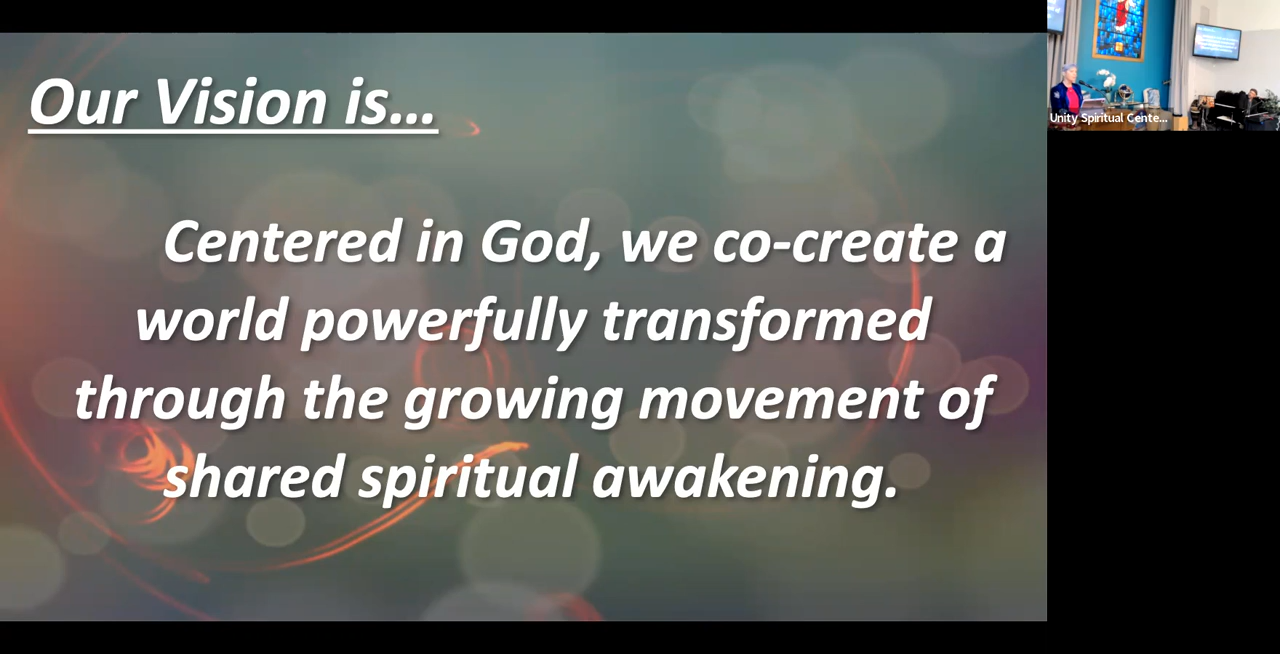 Our Vision is...
Centered in God, we co-create a
world powerfully transformed
through the growing movement of
shared spiritual awakening.
Unity Spiritual Cente...